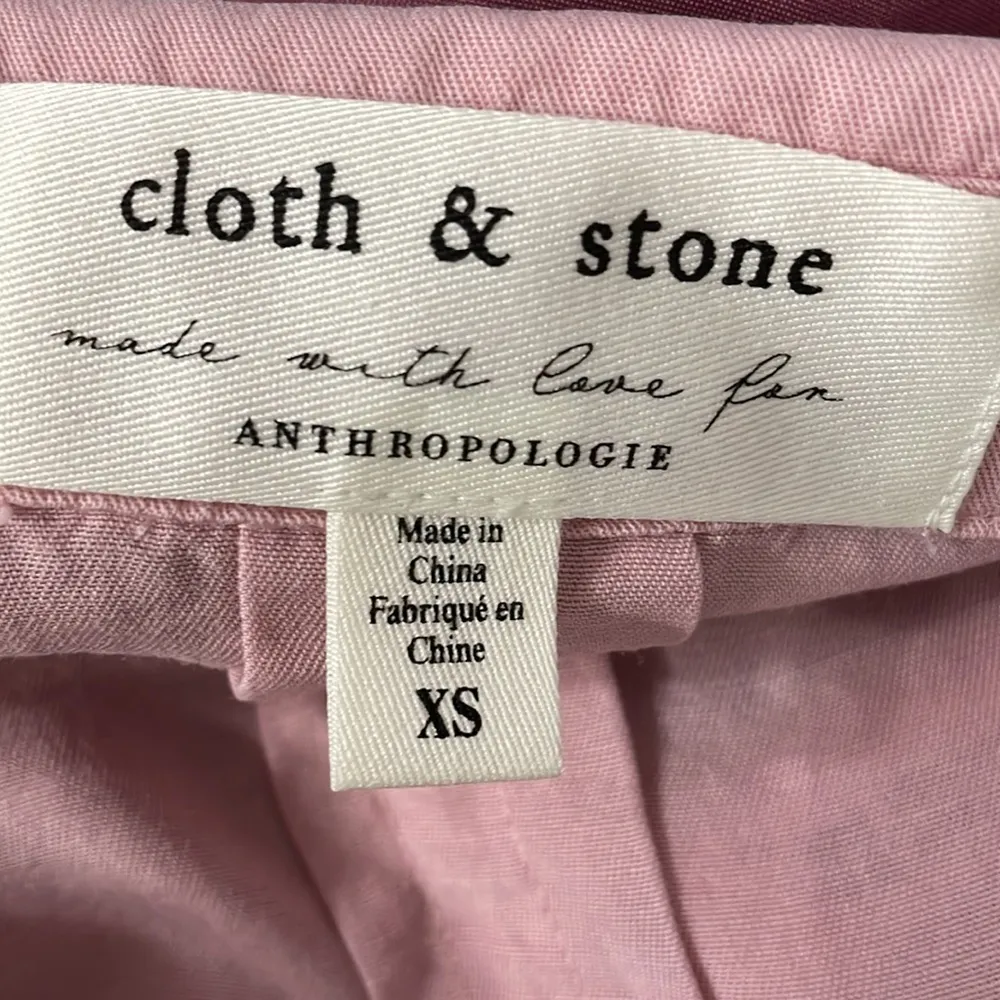 cloth & stone
made with love for
ANTHROPOLOGIE
Made in
China
Fabriqué en
Chine
XS